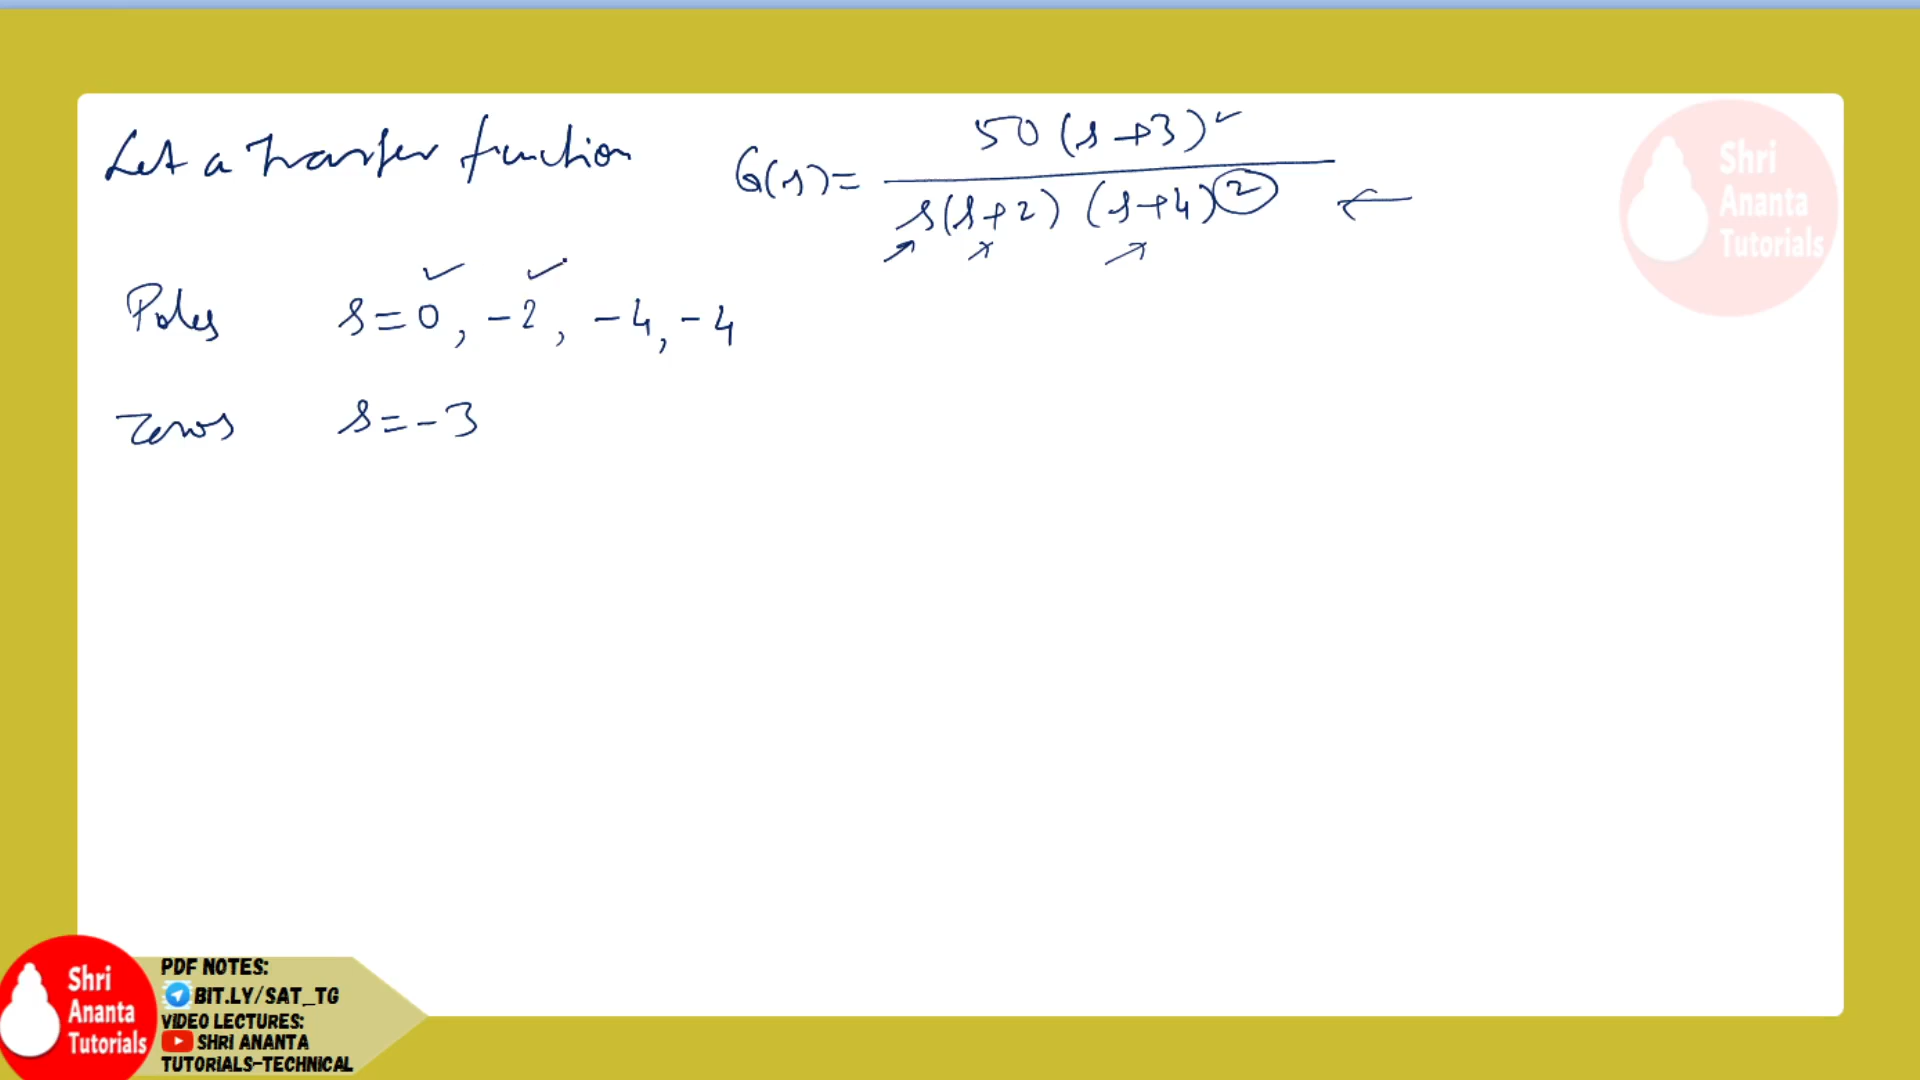 Let a transfer function G(s) = 50(s+3) / s(s+2)(s+4)²
Poles s=0, -2, -4, -4
Zeros s=-3
Shri
Ananta
Tutorials
Shri
Ananta
Tutorials
PDF NOTES:
BIT.LY/SAT_TG
VIDEO LECTURES:
SHRI ANANTA
TUTORIALS-TECHNICAL